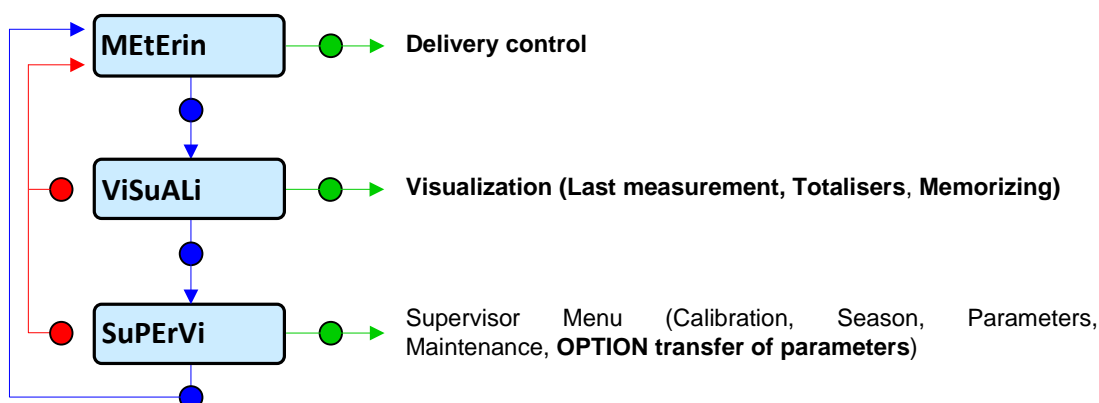 MEtErin
Delivery control
ViSuALi
Visualization (Last measurement, Totalisers, Memorizing)
SuPErVi
Supervisor Menu (Calibration, Season, Parameters,
Maintenance, OPTION transfer of parameters)